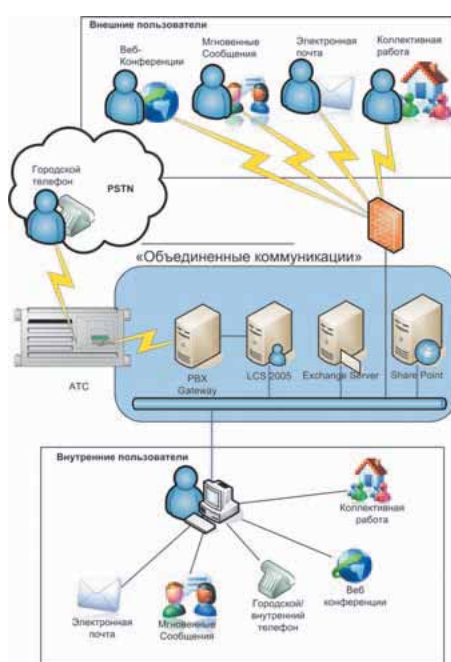 Внешние пользователи
Веб-
Конференции
Мгновенные
Сообщения
Электронная
почта
Коллективная
работа
Городской
телефон
PSTN
«Объединенные коммуникации»
АТС
PBX
Gateway
LCS 2005
Exchange Server
Share Point
Внутренние пользователи
Коллективная
работа
Веб
конференции
Городской/
внутренний
телефон
Мгновенные
Сообщения
Электронная
почта